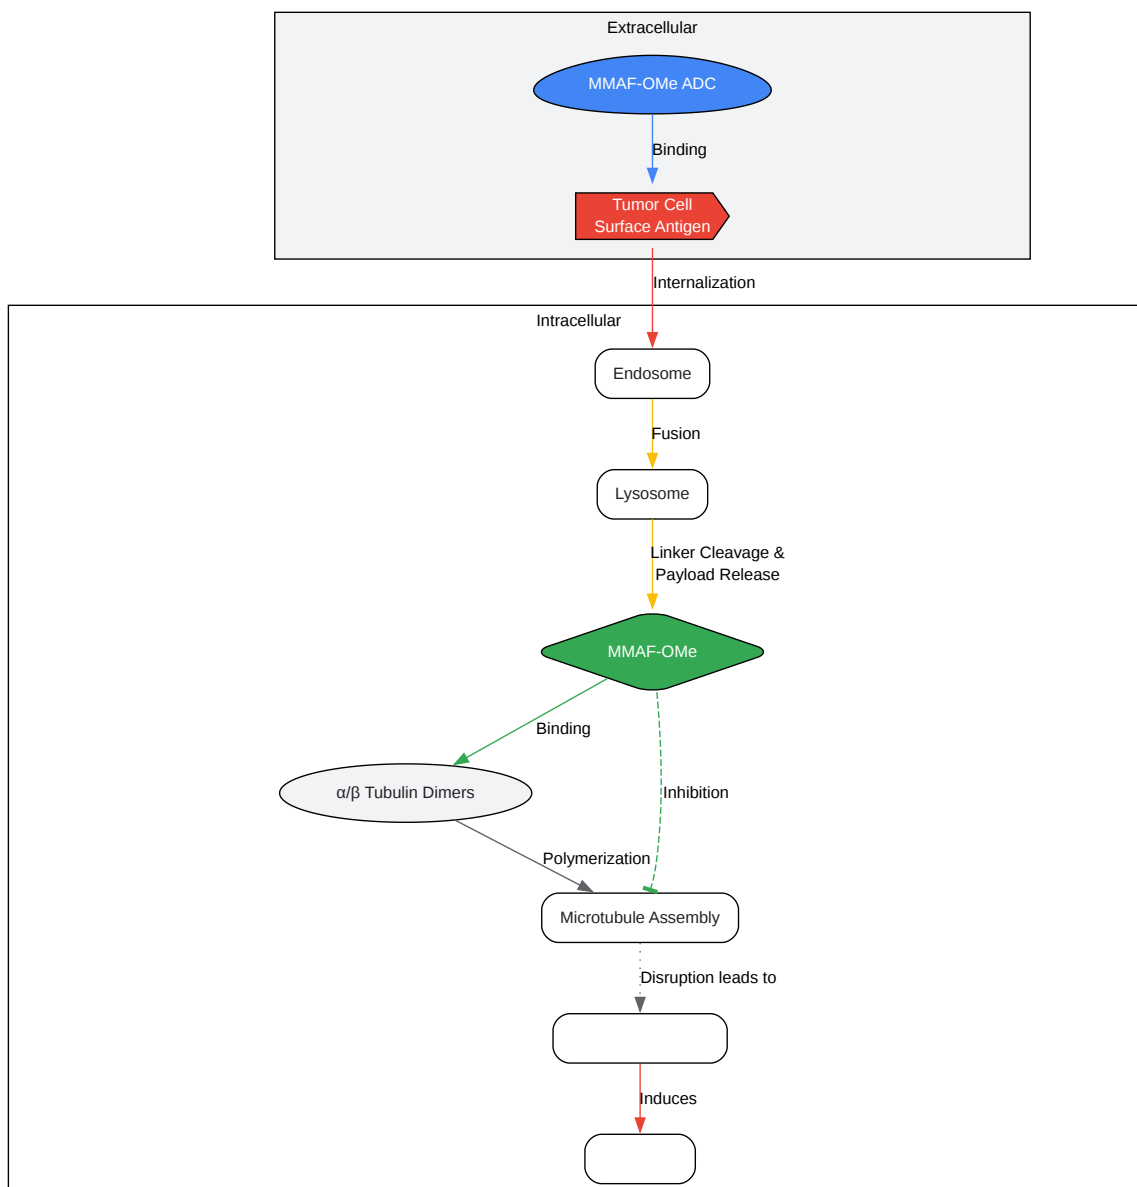 Extracellular
MMAF-OMe ADC
Binding
Tumor Cell
Surface Antigen
Internalization
Intracellular
Endosome
Fusion
Lysosome
Linker Cleavage &
Payload Release
MMAF-OMe
Binding
α/β Tubulin Dimers
Inhibition
Polymerization
Microtubule Assembly
Disruption leads to
Induces